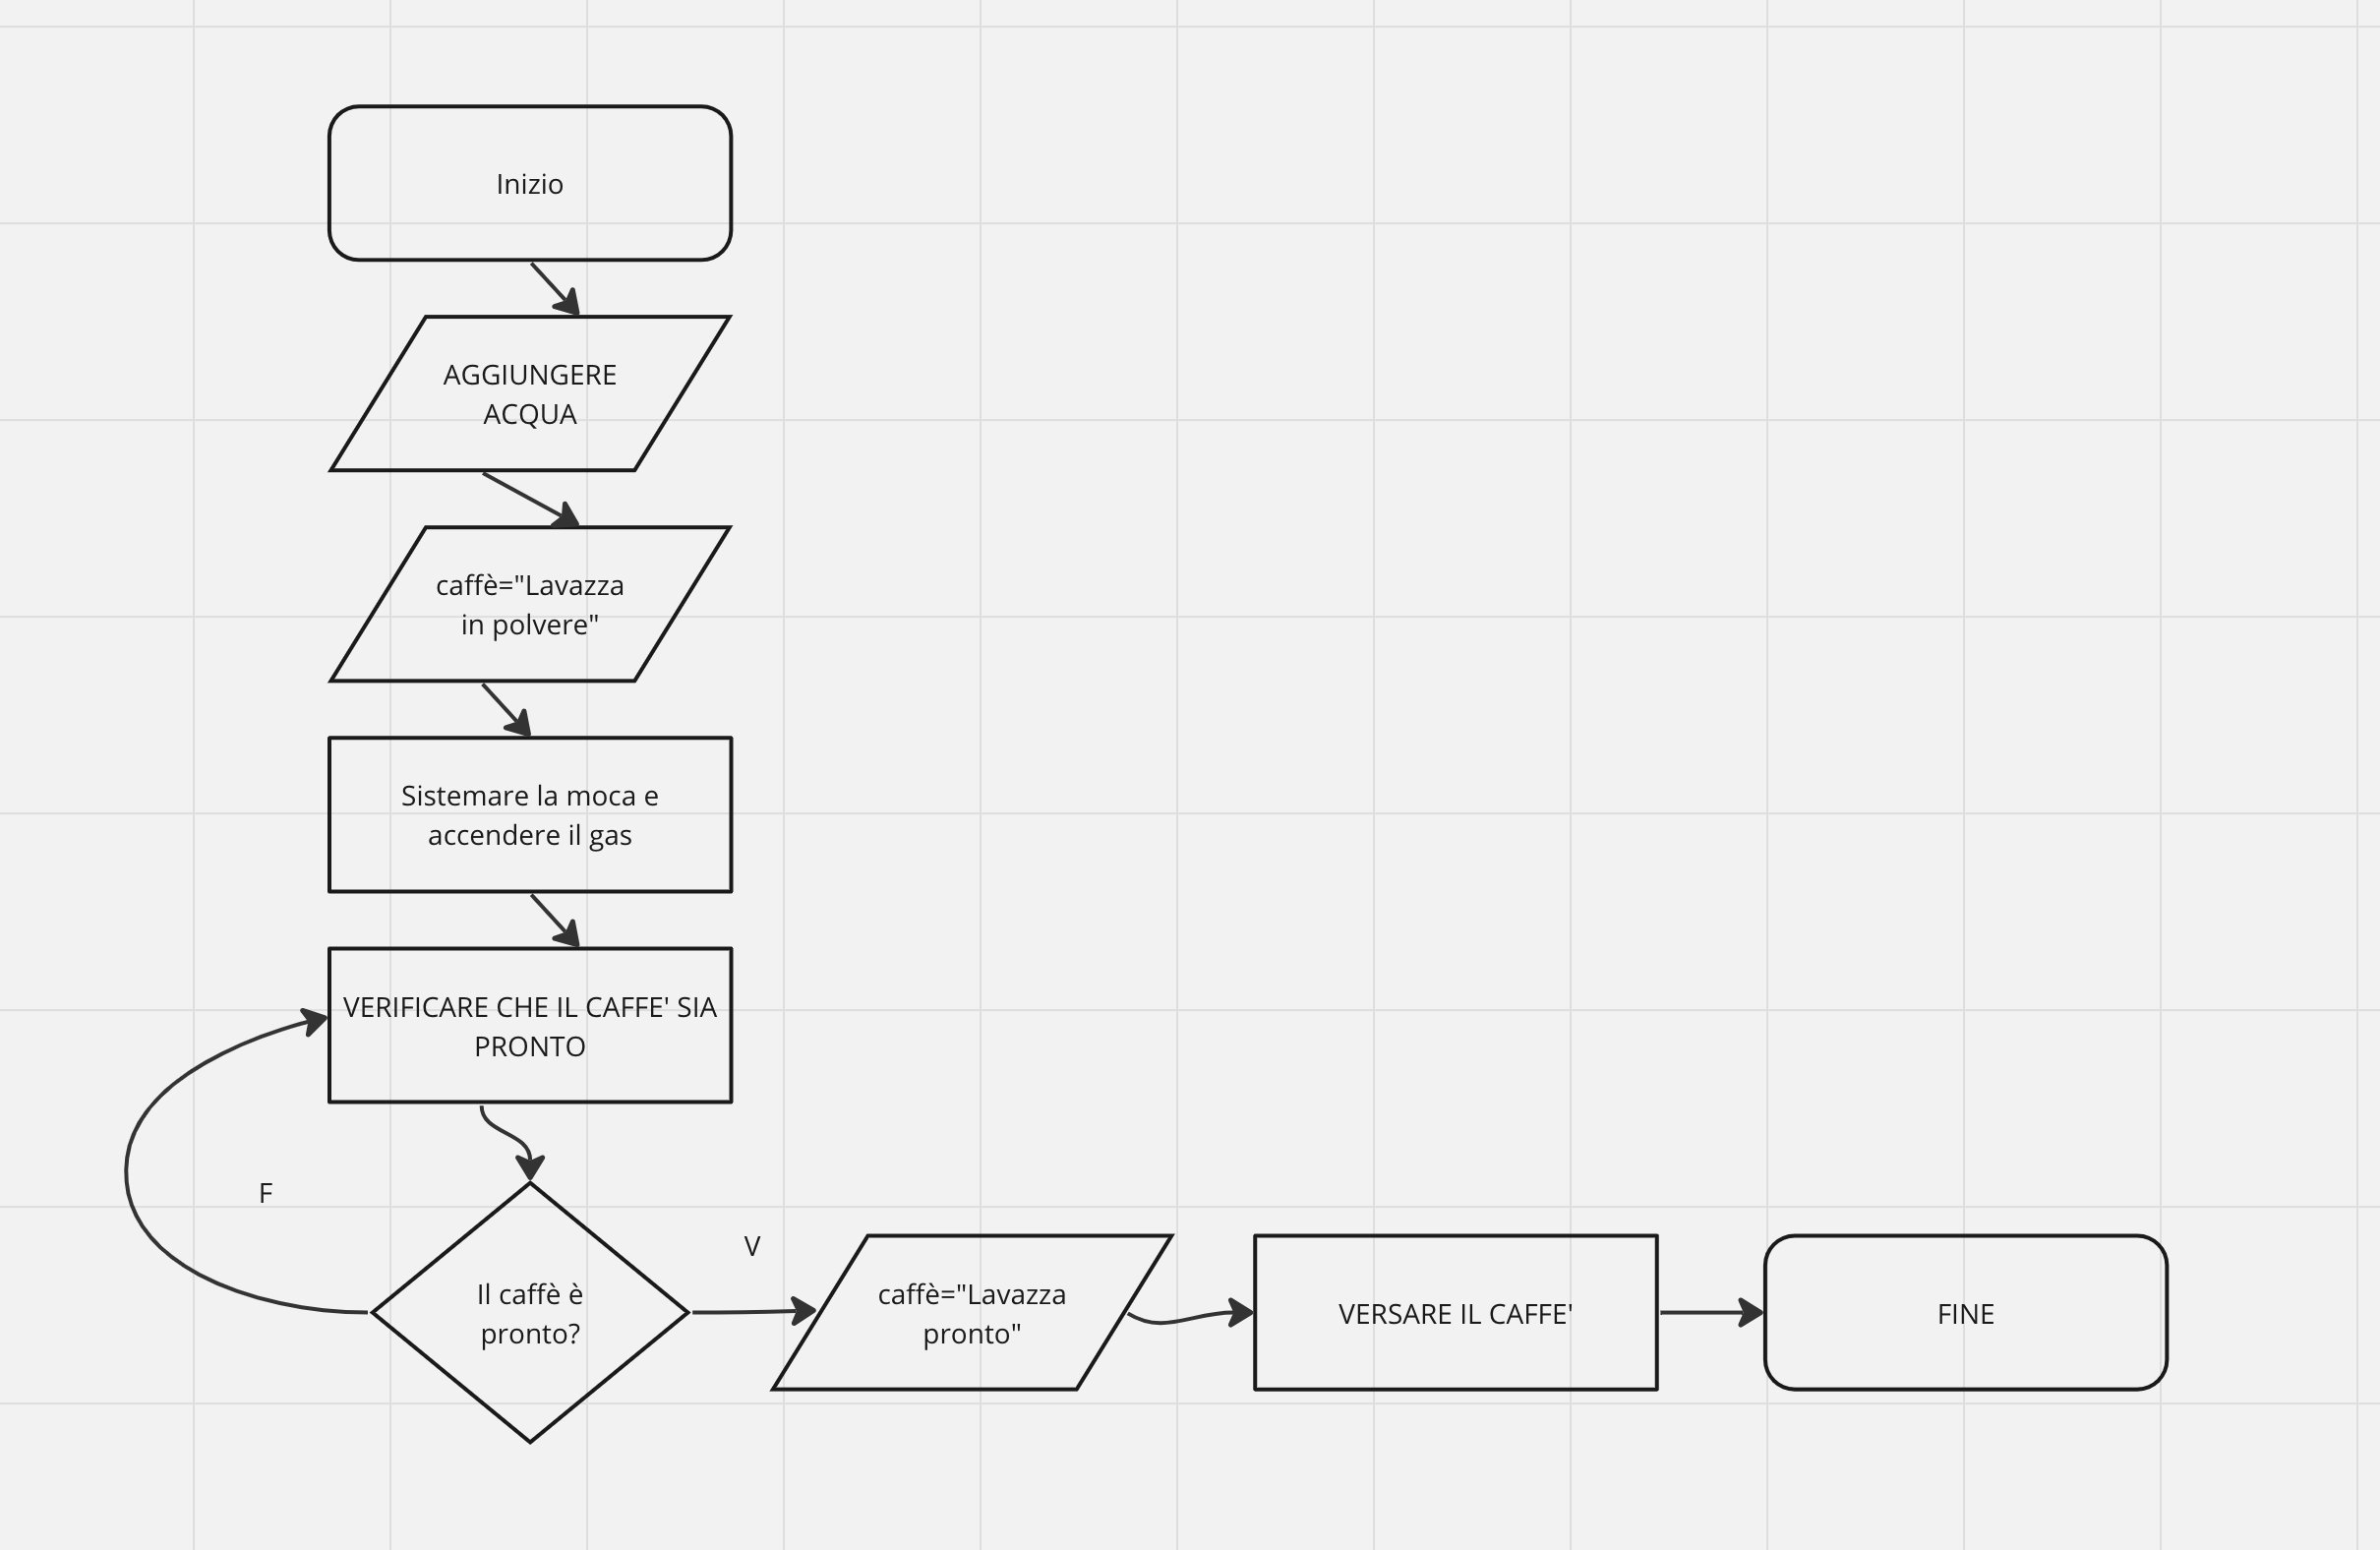 Inizio
AGGIUNGERE
ACQUA
caffè="Lavazza
in polvere"
Sistemare la moca e
accendere il gas
VERIFICARE CHE IL CAFFE' SIA
PRONTO
F
V
Il caffè è
pronto?
caffè="Lavazza
pronto"
VERSARE IL CAFFE'
FINE